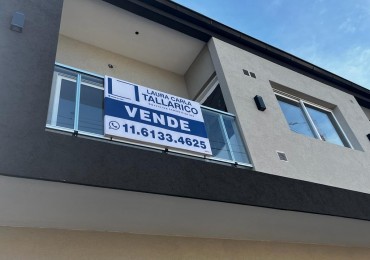 LAURA CARLA
TALLARICO
VENDE
11.6133.4625